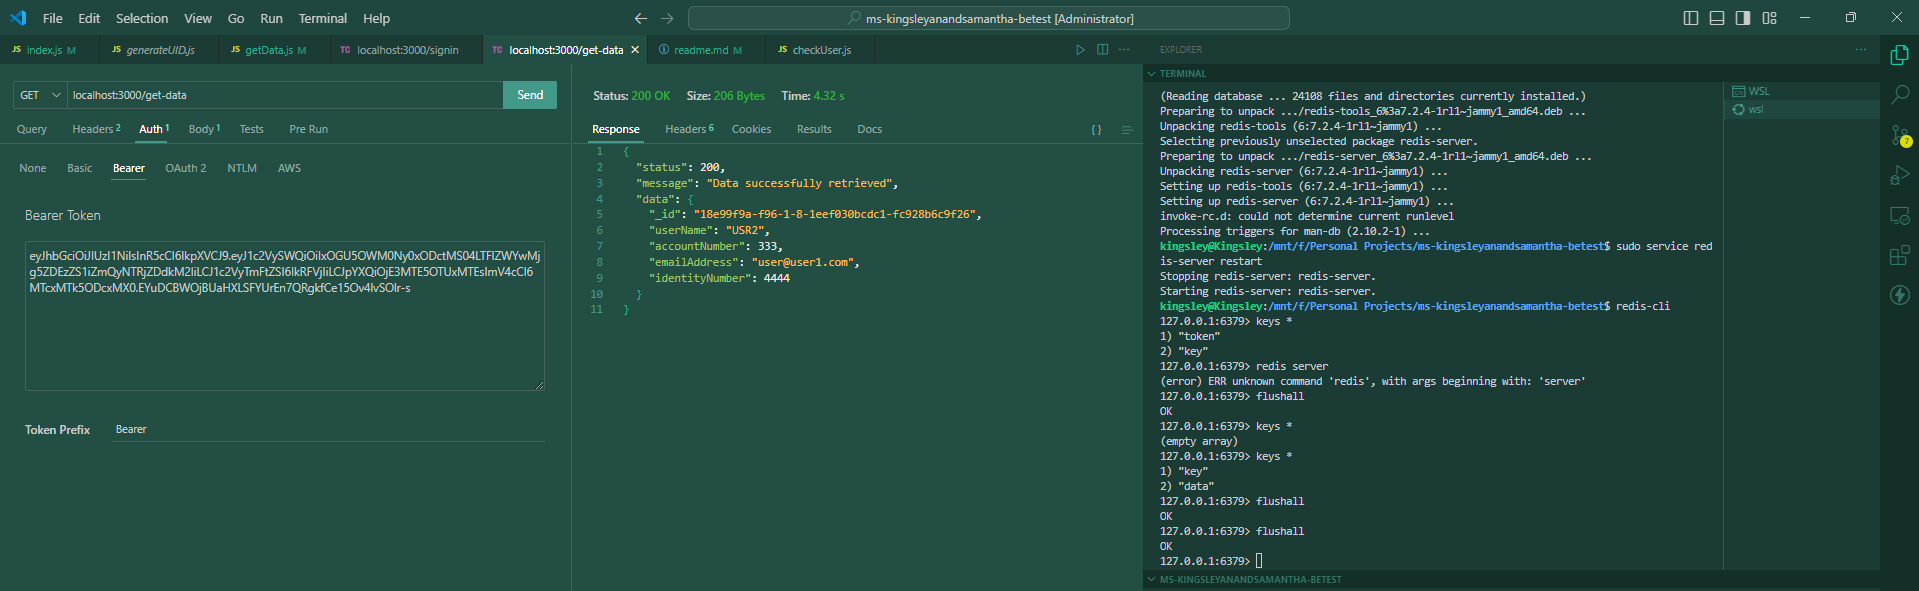 File Edit Selection View Go Run Terminal Help
ms-kingsleyanandsamantha-betest [Administrator]
JS index.js M
JS generateUID.js
JS getData.js M
TC localhost:3000/signin
TC localhost:3000/get-data
readme.md M
JS checkUser.js
GET localhost:3000/get-data Send
Query Headers 2 Auth 1 Body 1 Tests Pre Run
None Basic Bearer OAuth 2 NTLM AWS
Bearer Token
Token Prefix Bearer
Status: 200 OK Size: 206 Bytes Time: 4.32 s
Response Headers 6 Cookies Results Docs
{ }
1 {
2 "status": 200,
3 "message": "Data successfully retrieved",
4 "data": {
5 "_id": "18e99f9a-f96-1-8-1eef030bcdc1-fc928b6c9f26",
6 "userName": "USR2",
7 "accountNumber": 333,
8 "emailAddress": "user@user1.com",
9 "identityNumber": 4444
10 }
11 }
EXPLORER
TERMINAL
(Reading database ... 24108 files and directories currently installed.)
Preparing to unpack .../redis-tools_6%3a7.2.4-1rl1~jammy1_amd64.deb ...
Unpacking redis-tools (6:7.2.4-1rl1~jammy1) ...
Selecting previously unselected package redis-server.
Preparing to unpack .../redis-server_6%3a7.2.4-1rl1~jammy1_amd64.deb ...
Unpacking redis-server (6:7.2.4-1rl1~jammy1) ...
Setting up redis-tools (6:7.2.4-1rl1~jammy1) ...
Setting up redis-server (6:7.2.4-1rl1~jammy1) ...
invoke-rc.d: could not determine current runlevel
Processing triggers for man-db (2.10.2-1) ...
kingsley@Kingsley:/mnt/f/Personal Projects/ms-kingsleyanandsamantha-betest$ sudo service red
is-server restart
Stopping redis-server: redis-server.
Starting redis-server: redis-server.
kingsley@Kingsley:/mnt/f/Personal Projects/ms-kingsleyanandsamantha-betest$ redis-cli
127.0.0.1:6379> keys *
1) "token"
2) "key"
127.0.0.1:6379> redis server
(error) ERR unknown command 'redis', with args beginning with: 'server'
127.0.0.1:6379> flushall
OK
127.0.0.1:6379> keys *
(empty array)
127.0.0.1:6379> keys *
1) "key"
2) "data"
127.0.0.1:6379> flushall
OK
127.0.0.1:6379> flushall
OK
127.0.0.1:6379>
WSL
wsl
7
MS-KINGSLEYANANDSAMANTHA-BETEST